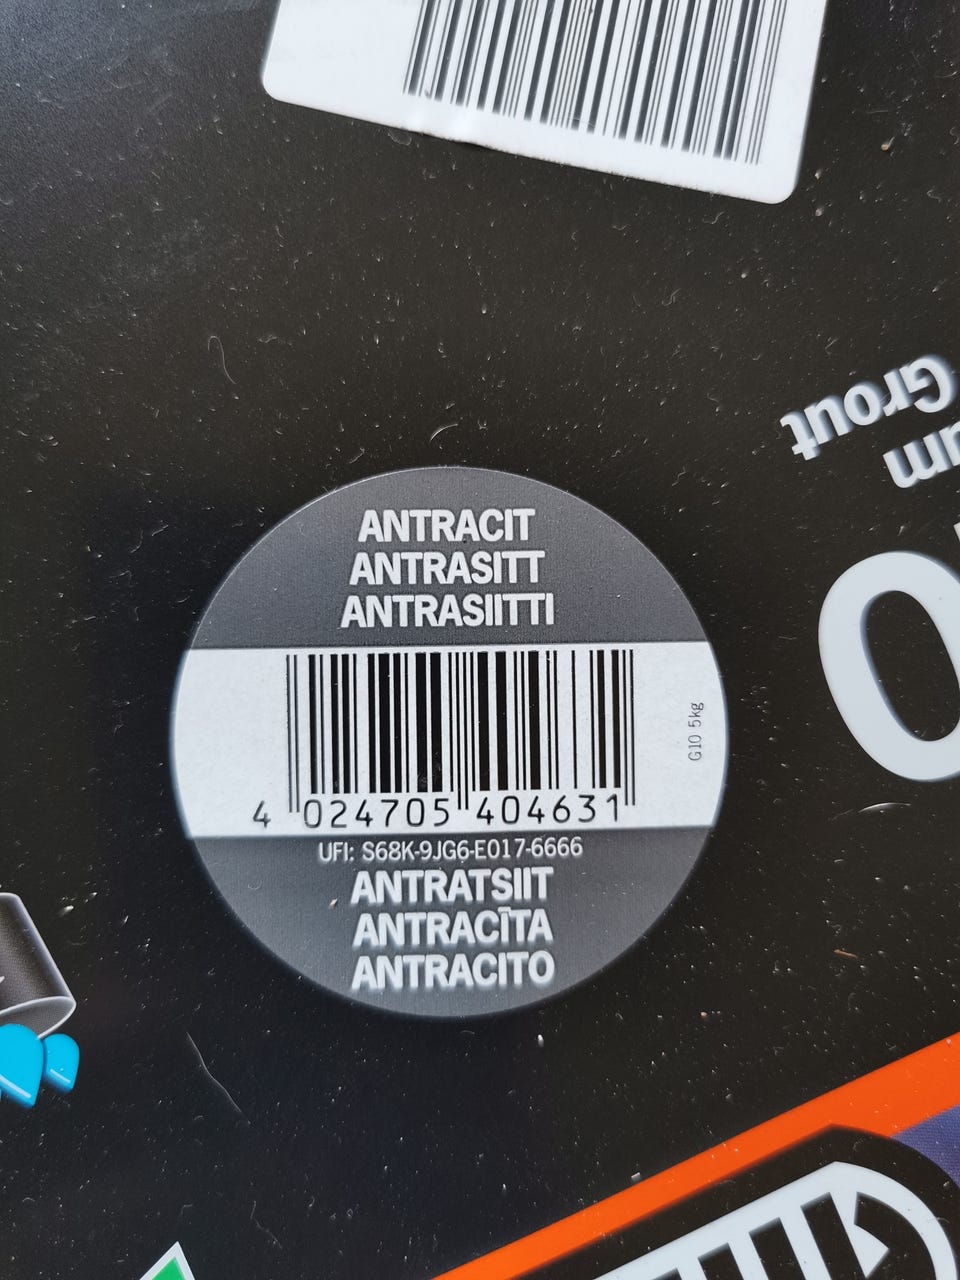 Grout
ANTRACIT
ANTRASITT
ANTRASIITTI
G10 5kg
4 024705 404631
UFI: S68K-9JG6-E017-6666
ANTRATSIIT
ANTRACĪTA
ANTRACITO